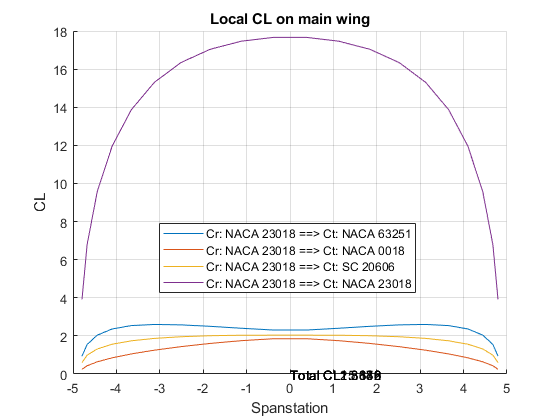 Local CL on main wing
CL
18
16
14
12
10
8
6
4
2
0
Cr: NACA 23018 ==> Ct: NACA 63251
Cr: NACA 23018 ==> Ct: NACA 0018
Cr: NACA 23018 ==> Ct: SC 20606
Cr: NACA 23018 ==> Ct: NACA 23018
Total CL:
-5 -4 -3 -2 -1 0 1 2 3 4 5
Spanstation